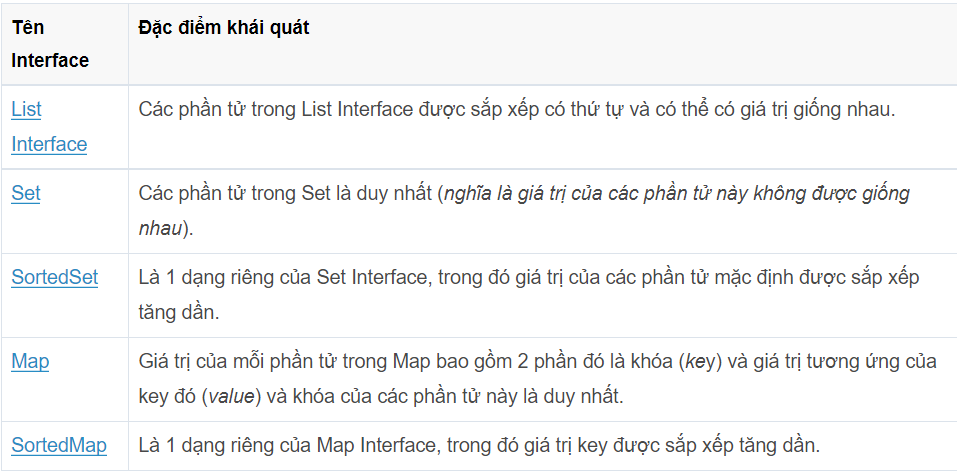 Tên
Interface
Đặc điểm khái quát
List
Interface
Các phần tử trong List Interface được sắp xếp có thứ tự và có thể có giá trị giống nhau.
Set
Các phần tử trong Set là duy nhất (nghĩa là giá trị của các phần tử này không được giống
nhau).
SortedSet
Là 1 dạng riêng của Set Interface, trong đó giá trị của các phần tử mặc định được sắp xếp
tăng dần.
Map
Giá trị của mỗi phần tử trong Map bao gồm 2 phần đó là khóa (key) và giá trị tương ứng của
key đó (value) và khóa của các phần tử này là duy nhất.
SortedMap
Là 1 dạng riêng của Map Interface, trong đó giá trị key được sắp xếp tăng dần.